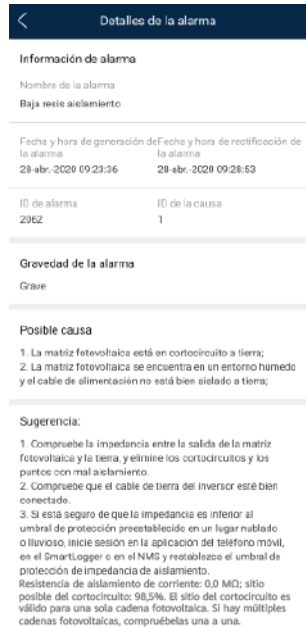 Detalles de la alarma
Información de alarma
Nombre de la alarma
Baja resis aislamiento
Fecha y hora de generación de la alarma
28-abr.-2020 09:23:36
Fecha y hora de rectificación de la alarma
28-abr.-2020 09:28:53
ID de alarma
2062
ID de la causa
1
Gravedad de la alarma
Grave
Posible causa
1. La matriz fotovoltaica está en cortocircuito a tierra;
2. La matriz fotovoltaica se encuentra en un entorno húmedo
y el cable de alimentación no está bien aislado a tierra;
Sugerencia:
1. Compruebe la impedancia entre la salida de la matriz
fotovoltaica y la tierra, y elimine los cortocircuitos y los
puntos con mal aislamiento.
2. Compruebe que el cable de tierra del inversor esté bien
conectado.
3. Si está seguro de que la impedancia es inferior al
umbral de protección preestablecido en un lugar nublado
o lluvioso, inicie sesión en la aplicación del teléfono móvil,
en el SmartLogger o en el NMS y restablezca el umbral de
protección de impedancia de aislamiento.
Resistencia de aislamiento de corriente: 0,0 MΩ; sitio
posible del cortocircuito: 98,5%. El sitio del cortocircuito es
válido para una sola cadena fotovoltaica. Si hay múltiples
cadenas fotovoltaicas, compruébelas una a una.